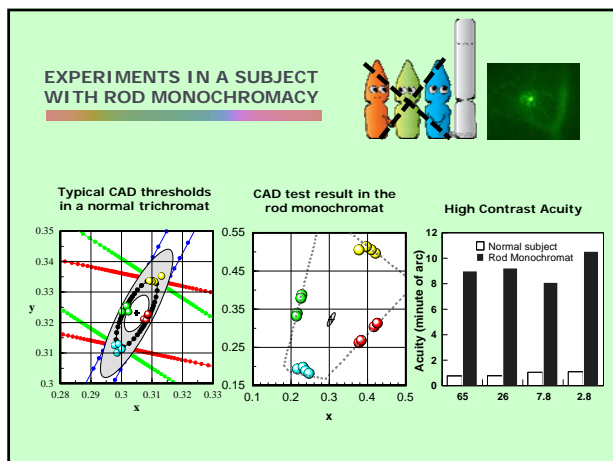 EXPERIMENTS IN A SUBJECT
WITH ROD MONOCHROMACY
Typical CAD thresholds
in a normal trichromat
0.35
0.34
y
0.33
0.32
0.31
0.3
0.28 0.29 0.3 0.31 0.32 0.33
x
CAD test result in the
rod monochromat
0.55
0.45
0.35
0.25
0.15
0.1 0.2 0.3 0.4 0.5
x
High Contrast Acuity
Normal subject
Rod Monochromat
Acuity (minute of arc)
12
10
8
6
4
2
0
65 26 7.8 2.8